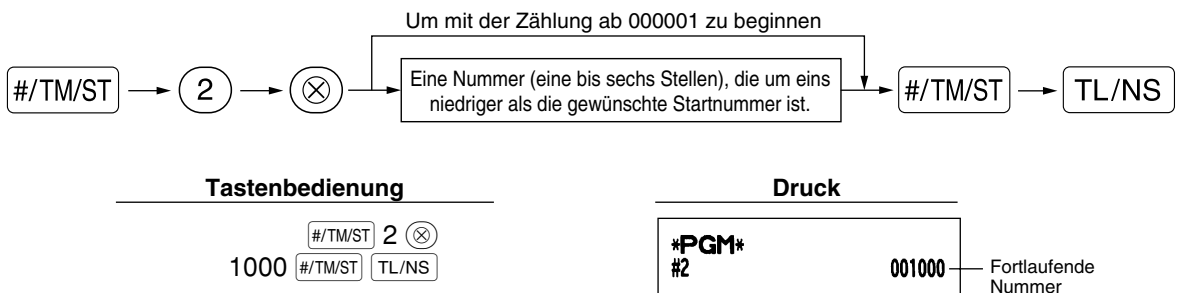 Um mit der Zählung ab 000001 zu beginnen
#/TM/ST 2 ⊗ Eine Nummer (eine bis sechs Stellen), die um eins
niedriger als die gewünschte Startnummer ist. #/TM/ST TL/NS
Tastenbedienung
#/TM/ST 2 ⊗
1000 #/TM/ST TL/NS
Druck
*PGM*
#2 001000
Fortlaufende
Nummer